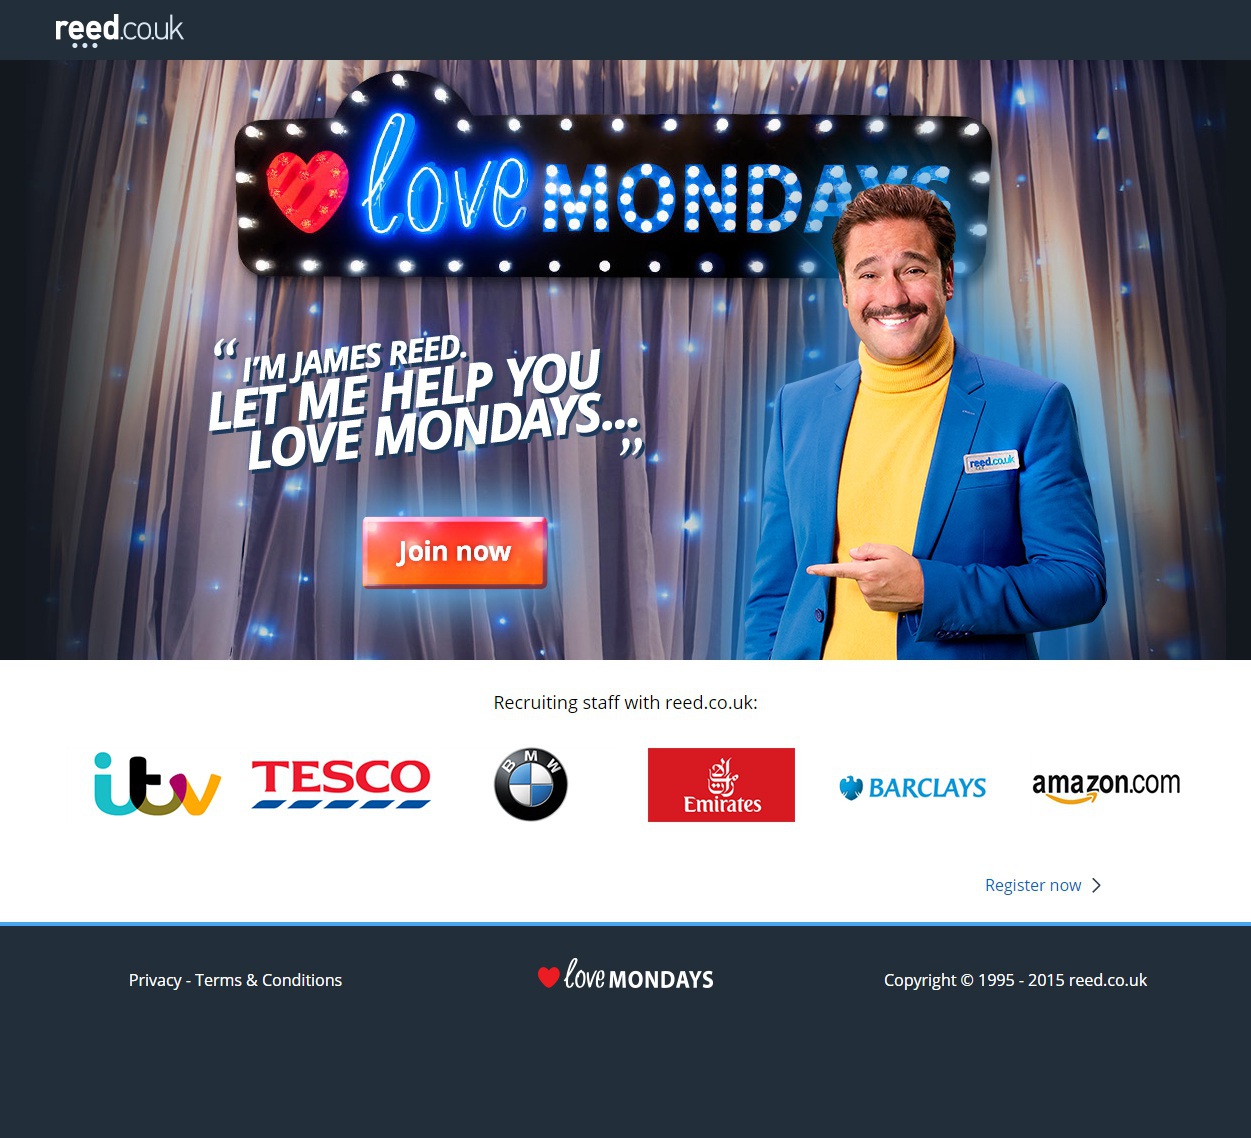 reed.co.uk
love MONDAYS
“I'M JAMES REED.
LET ME HELP YOU
LOVE MONDAYS...”
reed.co.uk
Join now
Recruiting staff with reed.co.uk:
itv TESCO BMW Emirates BARCLAYS amazon.com
Register now
Privacy - Terms & Conditions love MONDAYS Copyright © 1995 - 2015 reed.co.uk